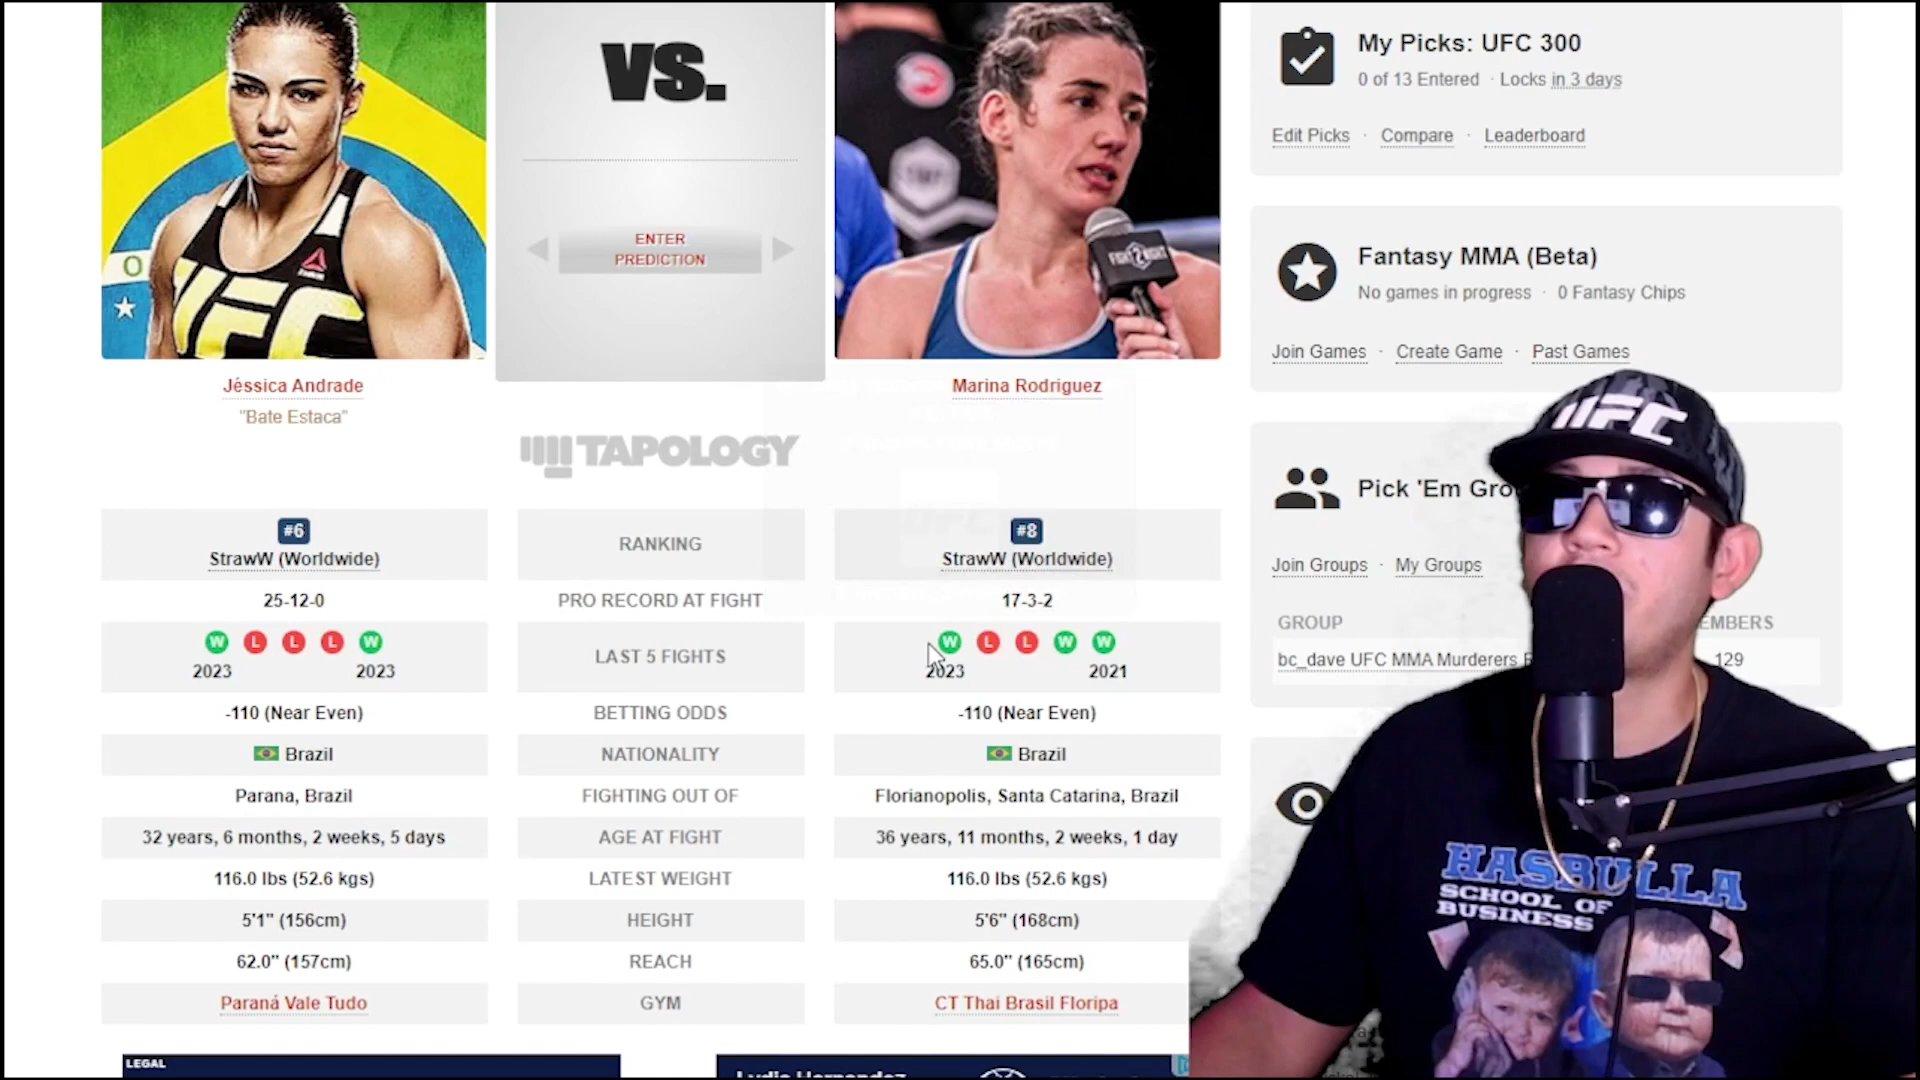 VS.
ENTER
PREDICTION
UFC
O
FIGHT 2 NIGHT
Jéssica Andrade
"Bate Estaca"
Marina Rodriguez
TAPOLOGY
#6
StrawW (Worldwide)
RANKING
#8
StrawW (Worldwide)
25-12-0
PRO RECORD AT FIGHT
17-3-2
W L L L W
2023 2023
LAST 5 FIGHTS
W L L W W
2023 2021
-110 (Near Even)
BETTING ODDS
-110 (Near Even)
Brazil
NATIONALITY
Brazil
Parana, Brazil
FIGHTING OUT OF
Florianopolis, Santa Catarina, Brazil
32 years, 6 months, 2 weeks, 5 days
AGE AT FIGHT
36 years, 11 months, 2 weeks, 1 day
116.0 lbs (52.6 kgs)
LATEST WEIGHT
116.0 lbs (52.6 kgs)
5'1" (156cm)
HEIGHT
5'6" (168cm)
62.0" (157cm)
REACH
65.0" (165cm)
Paraná Vale Tudo
GYM
CT Thai Brasil Floripa
LEGAL
My Picks: UFC 300
0 of 13 Entered · Locks in 3 days
Edit Picks · Compare · Leaderboard
Fantasy MMA (Beta)
No games in progress · 0 Fantasy Chips
Join Games · Create Game · Past Games
Pick 'Em Gro
Join Groups · My Groups
GROUP
EMBERS
bc_dave UFC MMA Murderers
129
UFC
HASBULLA
SCHOOL OF
BUSINESS